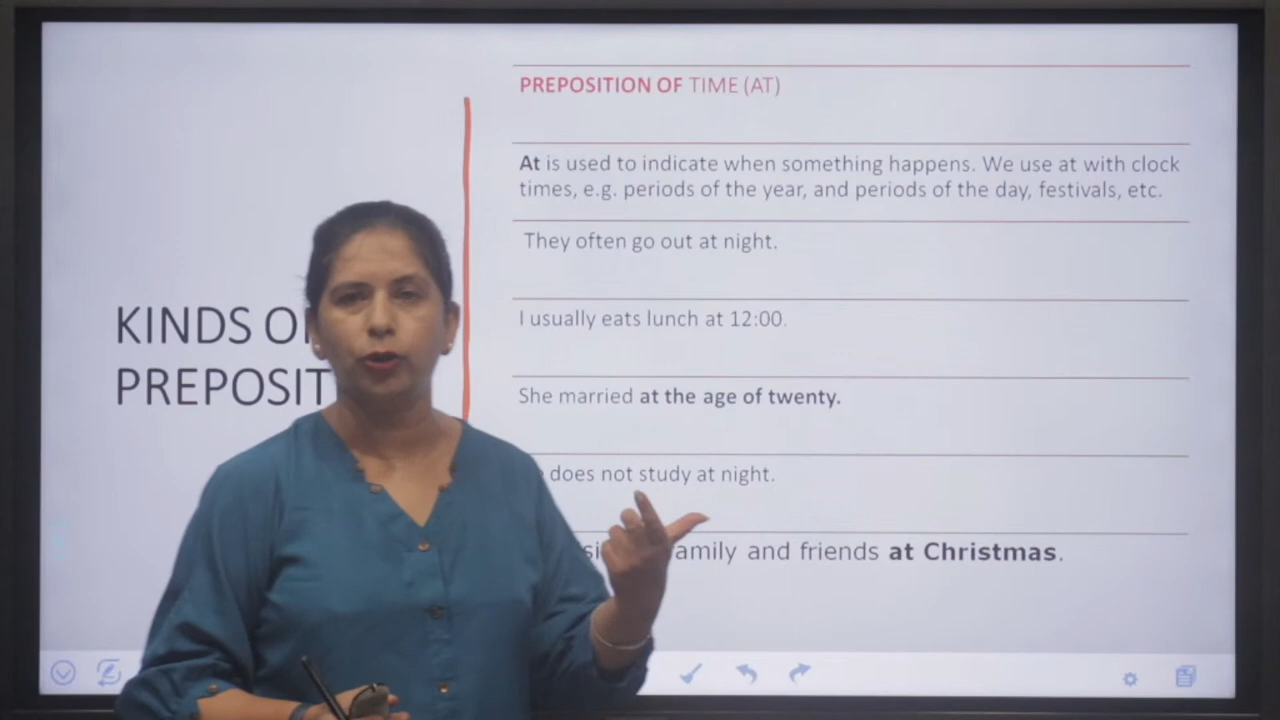 PREPOSITION OF TIME (AT)
At is used to indicate when something happens. We use at with clock
times, e.g. periods of the year, and periods of the day, festivals, etc.
They often go out at night.
I usually eats lunch at 12:00.
She married at the age of twenty.
does not study at night.
and friends at Christmas.
KINDS